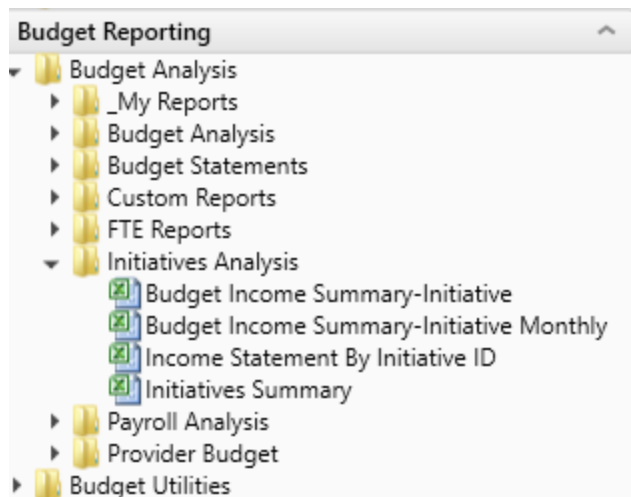 Budget Reporting
Budget Analysis
_My Reports
Budget Analysis
Budget Statements
Custom Reports
FTE Reports
Initiatives Analysis
Budget Income Summary-Initiative
Budget Income Summary-Initiative Monthly
Income Statement By Initiative ID
Initiatives Summary
Payroll Analysis
Provider Budget
Budget Utilities